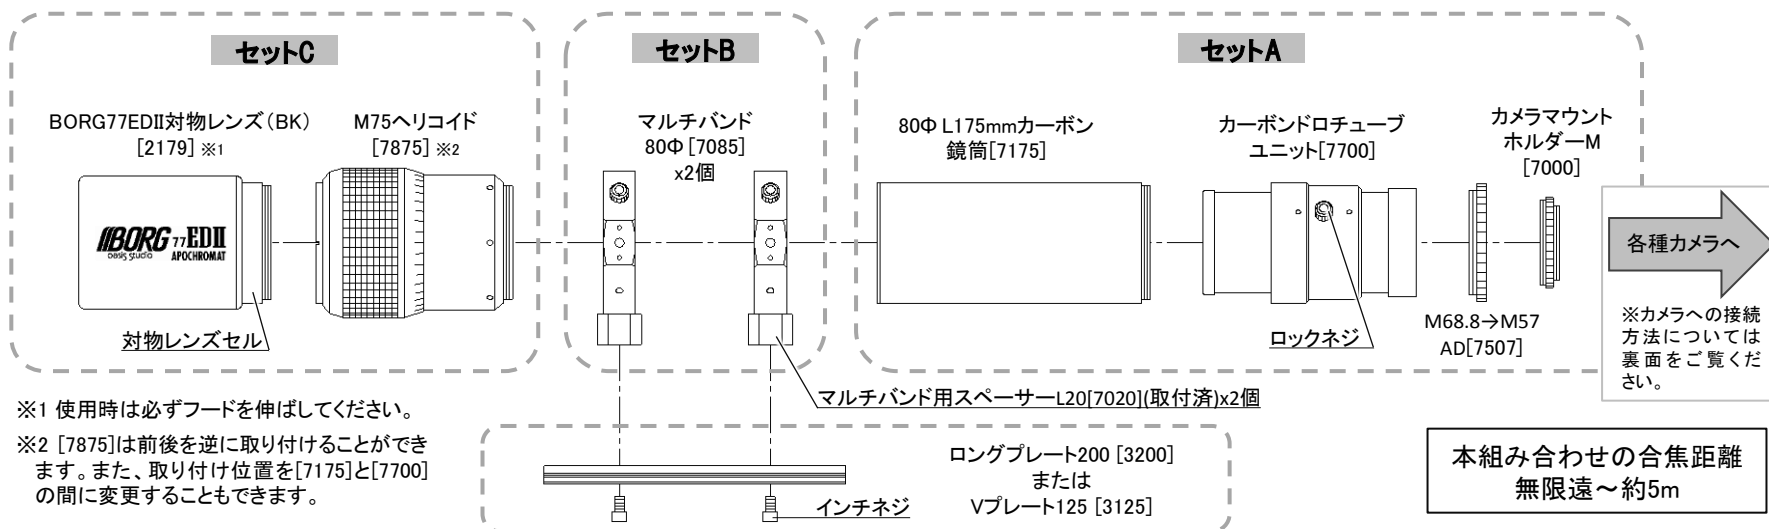 セットC
BORG77EDⅡ対物レンズ(BK)
[2179] ※1
M75ヘリコイド
[7875] ※2
BORG 77EDⅡ
OASIS STUDIO APOCHROMAT
対物レンズセル
セットB
マルチバンド
80Φ [7085]
x2個
セットA
80Φ L175mmカーボン
鏡筒[7175]
カーボンドロチューブ
ユニット[7700]
カメラマウント
ホルダーM
[7000]
ロックネジ
M68.8→M57
AD[7507]
各種カメラへ
※カメラへの接続
方法については
裏面をご覧くだ
さい。
マルチバンド用スペーサーL20[7020](取付済)x2個
※1 使用時は必ずフードを伸ばしてください。
※2 [7875]は前後を逆に取り付けることができ
ます。また、取り付け位置を[7175]と[7700]
の間に変更することもできます。
ロングプレート200 [3200]
または
Vプレート125 [3125]
インチネジ
本組み合わせの合焦距離
無限遠～約5m